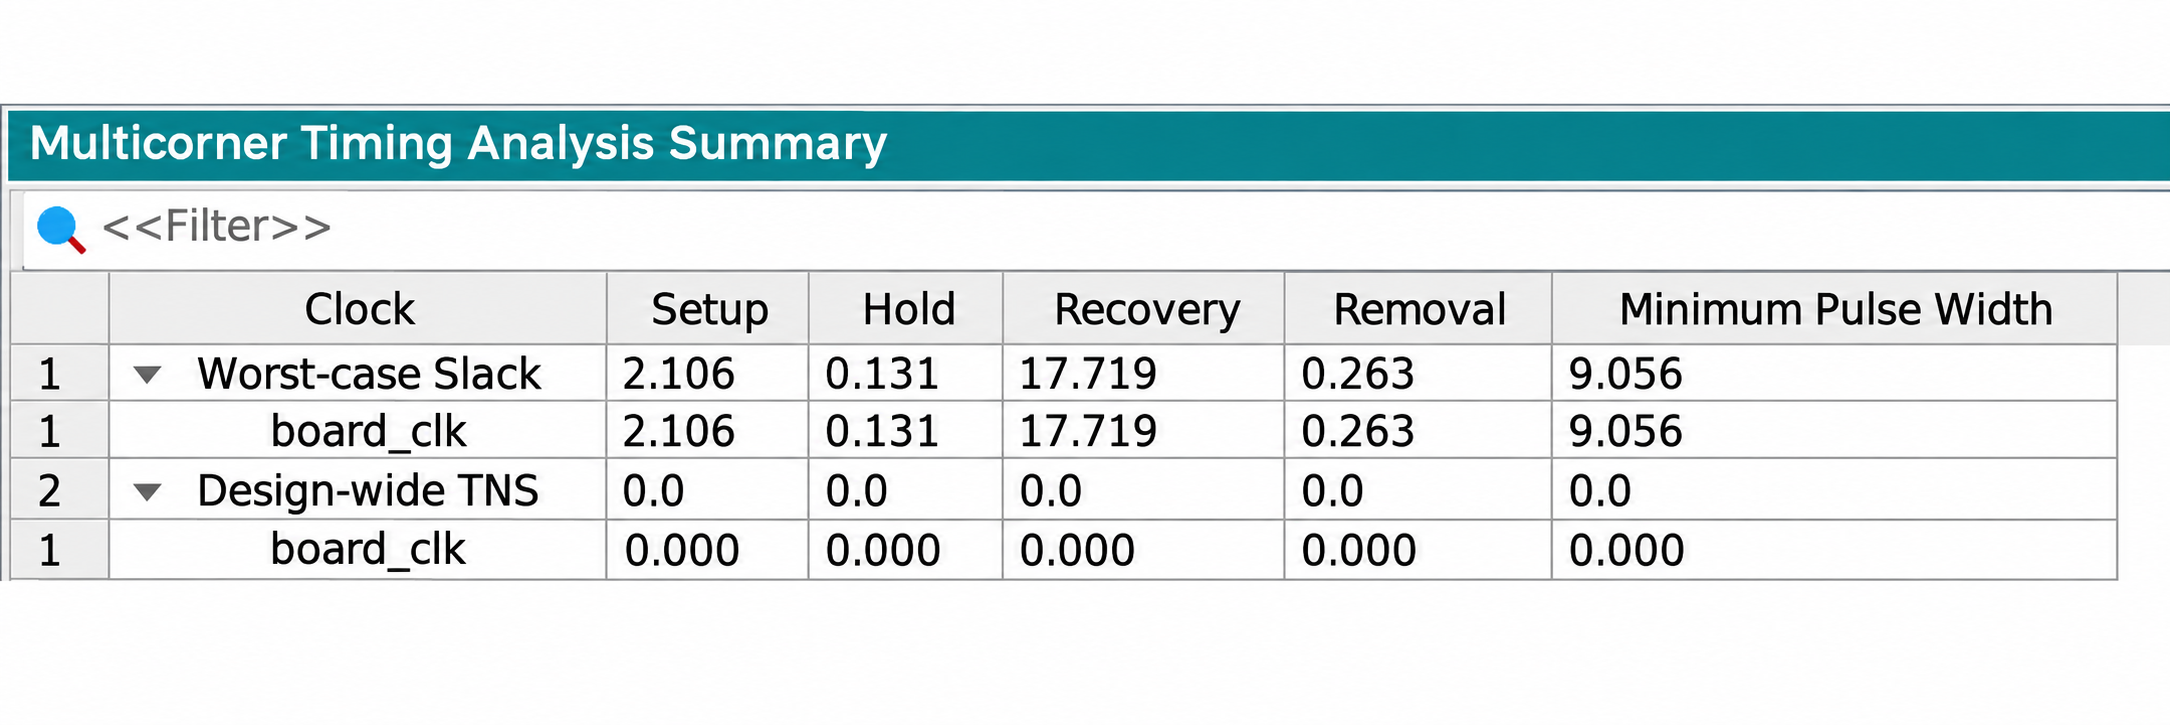 Multicorner Timing Analysis Summary
<<Filter>>
Clock Setup Hold Recovery Removal Minimum Pulse Width
1 Worst-case Slack 2.106 0.131 17.719 0.263 9.056
1 board_clk 2.106 0.131 17.719 0.263 9.056
2 Design-wide TNS 0.0 0.0 0.0 0.0 0.0
1 board_clk 0.000 0.000 0.000 0.000 0.000